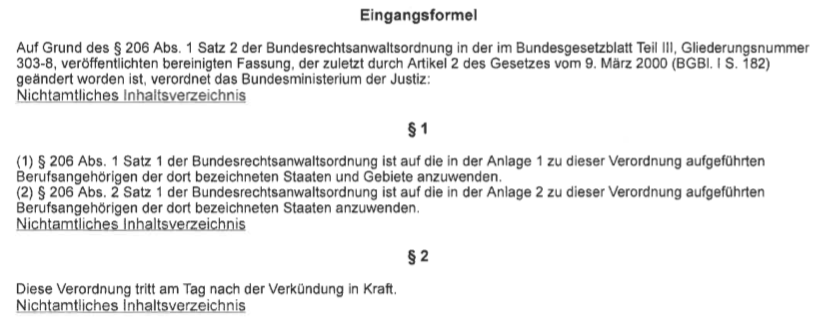 Eingangsformel
Auf Grund des § 206 Abs. 1 Satz 2 der Bundesrechtsanwaltsordnung in der im Bundesgesetzblatt Teil III, Gliederungsnummer
303-8, veröffentlichten bereinigten Fassung, der zuletzt durch Artikel 2 des Gesetzes vom 9. März 2000 (BGBl. I S. 182)
geändert worden ist, verordnet das Bundesministerium der Justiz:
Nichtamtliches Inhaltsverzeichnis
§ 1
(1) § 206 Abs. 1 Satz 1 der Bundesrechtsanwaltsordnung ist auf die in der Anlage 1 zu dieser Verordnung aufgeführten
Berufsangehörigen der dort bezeichneten Staaten und Gebiete anzuwenden.
(2) § 206 Abs. 2 Satz 1 der Bundesrechtsanwaltsordnung ist auf die in der Anlage 2 zu dieser Verordnung aufgeführten
Berufsangehörigen der dort bezeichneten Staaten anzuwenden.
Nichtamtliches Inhaltsverzeichnis
§ 2
Diese Verordnung tritt am Tag nach der Verkündung in Kraft.
Nichtamtliches Inhaltsverzeichnis